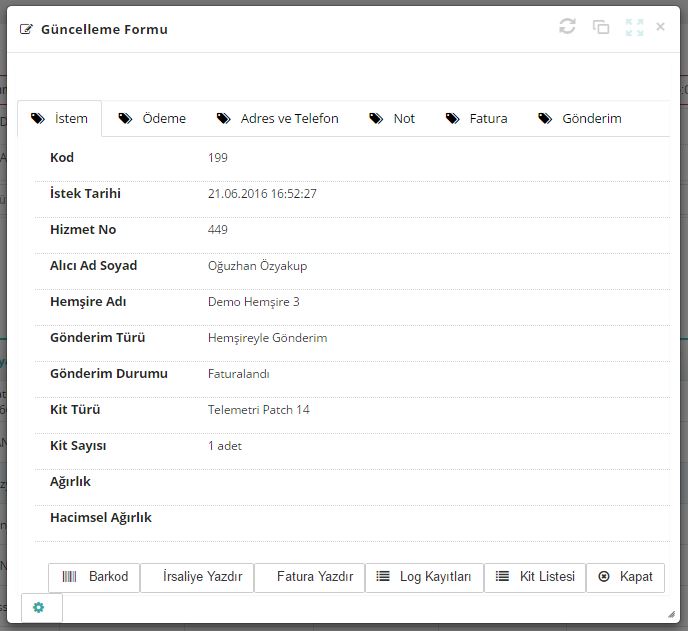 Güncelleme Formu
İstem Ödeme Adres ve Telefon Not Fatura Gönderim
Kod 199
İstek Tarihi 21.06.2016 16:52:27
Hizmet No 449
Alıcı Ad Soyad Oğuzhan Özyakup
Hemşire Adı Demo Hemşire 3
Gönderim Türü Hemşireyle Gönderim
Gönderim Durumu Faturalandı
Kit Türü Telemetri Patch 14
Kit Sayısı 1 adet
Ağırlık
Hacimsel Ağırlık
Barkod İrsaliye Yazdır Fatura Yazdır Log Kayıtları Kit Listesi Kapat